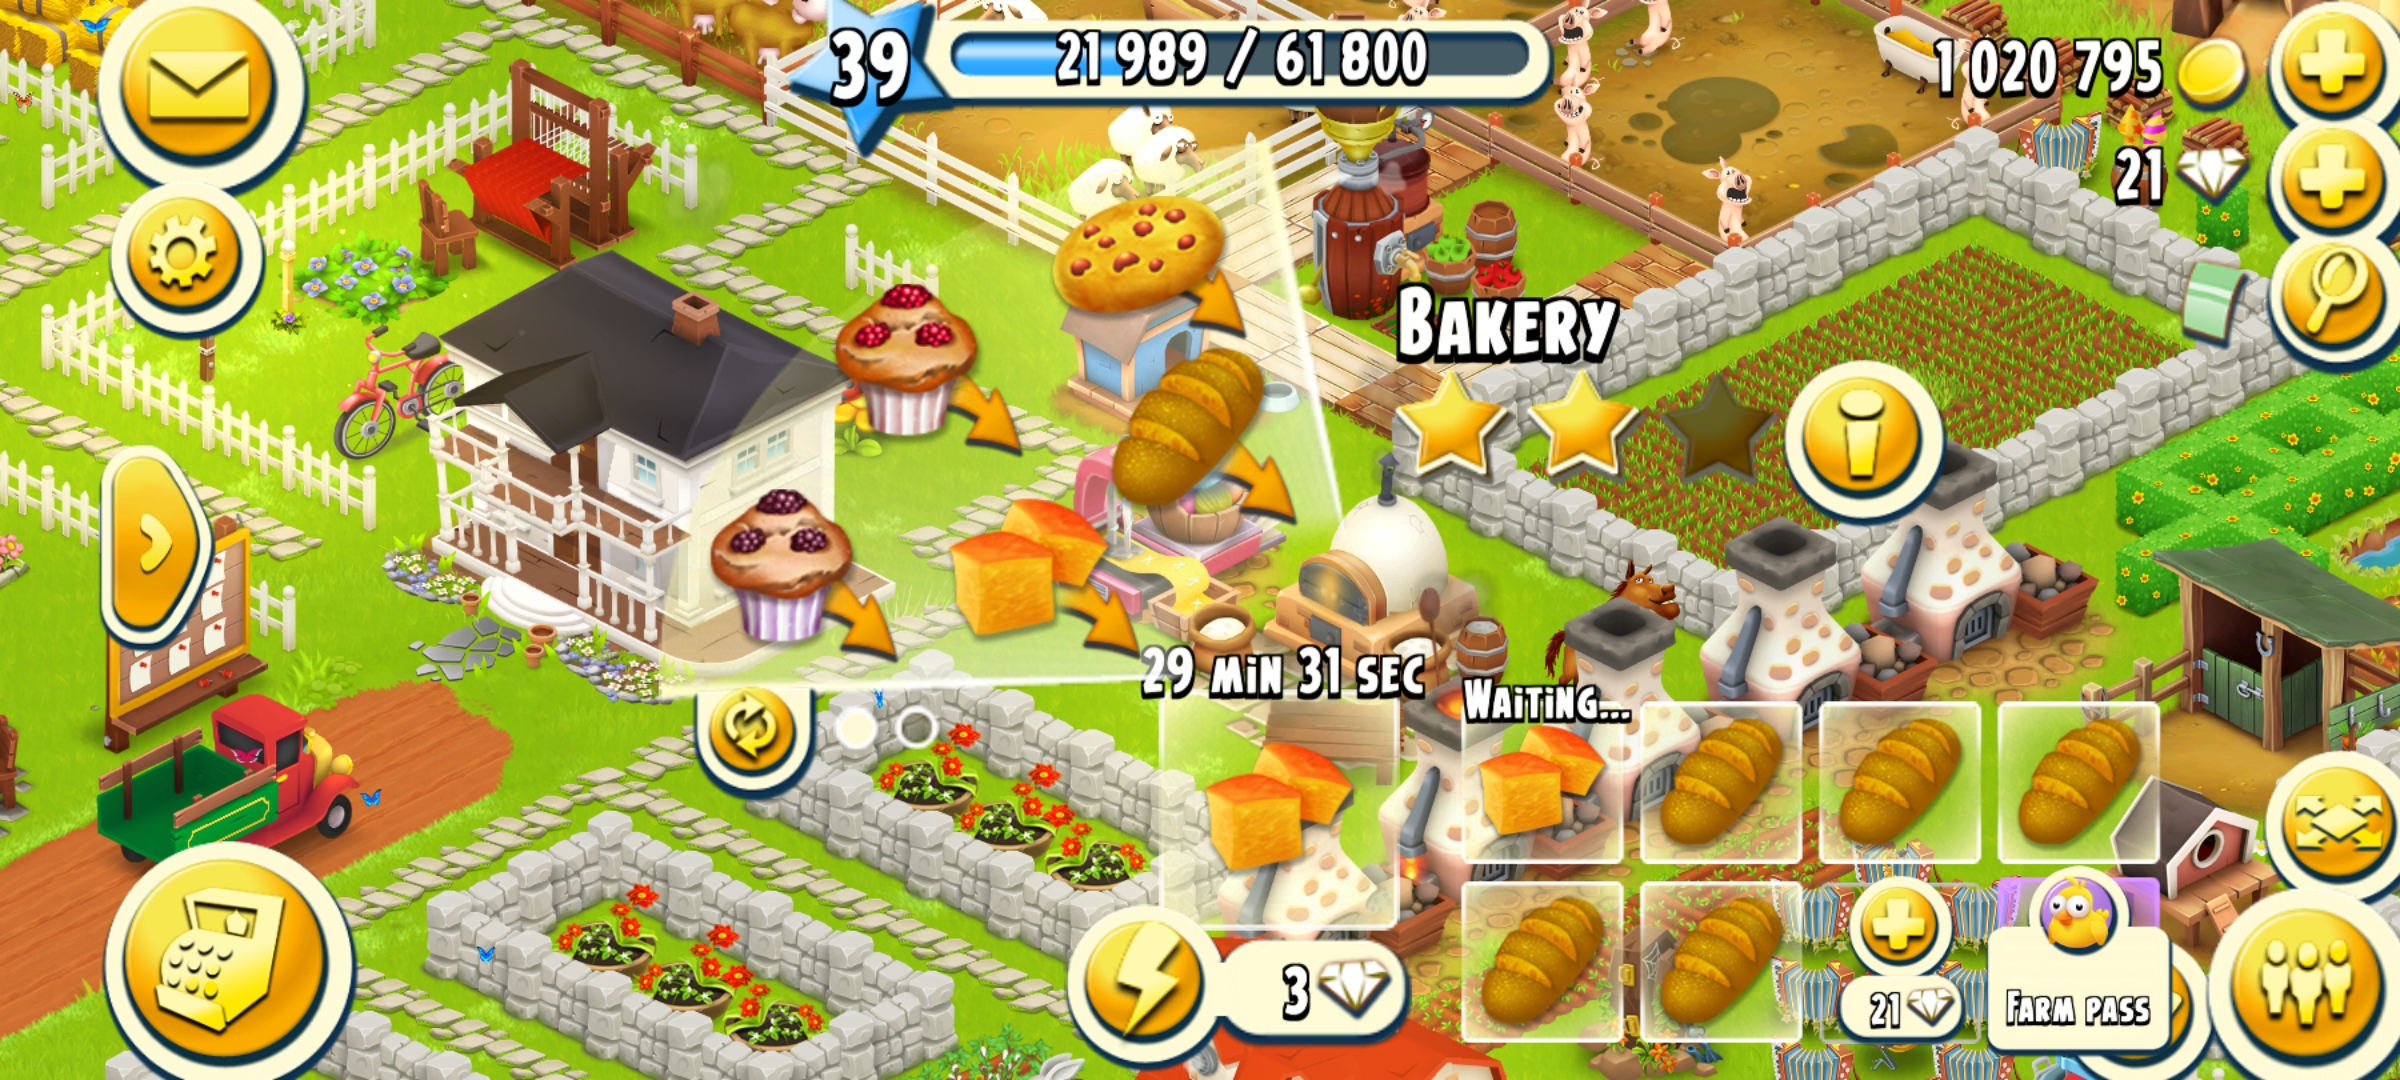 39
21 989 / 61 800
1 020 795
21
BAKERY
29 MIN 31 SEC
WAITING...
3
21
FARM PASS